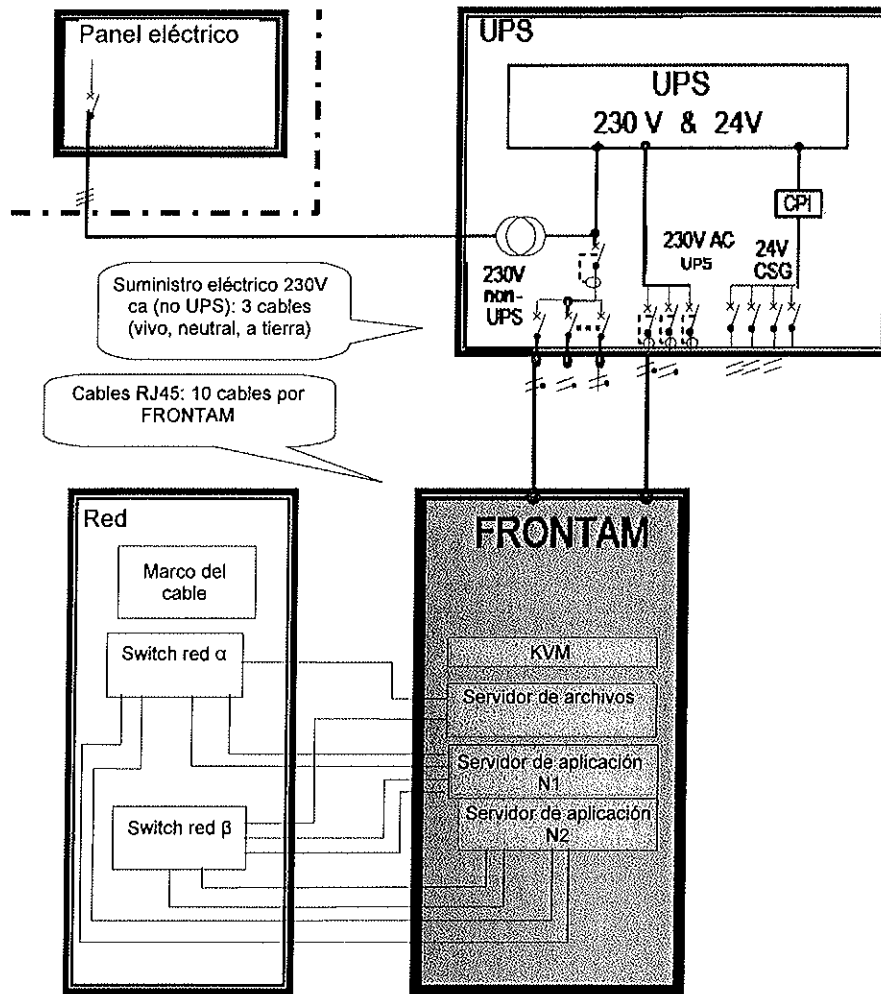 Panel eléctrico
UPS
UPS
230 V & 24V
CPI
230V
non-
UPS
230V AC
UPS
24V
CSG
Suministro eléctrico 230V
ca (no UPS): 3 cables
(vivo, neutral, a tierra)
Cables RJ45: 10 cables por
FRONTAM
Red
Marco del
cable
Switch red α
Switch red β
FRONTAM
KVM
Servidor de archivos
Servidor de aplicación
N1
Servidor de aplicación
N2